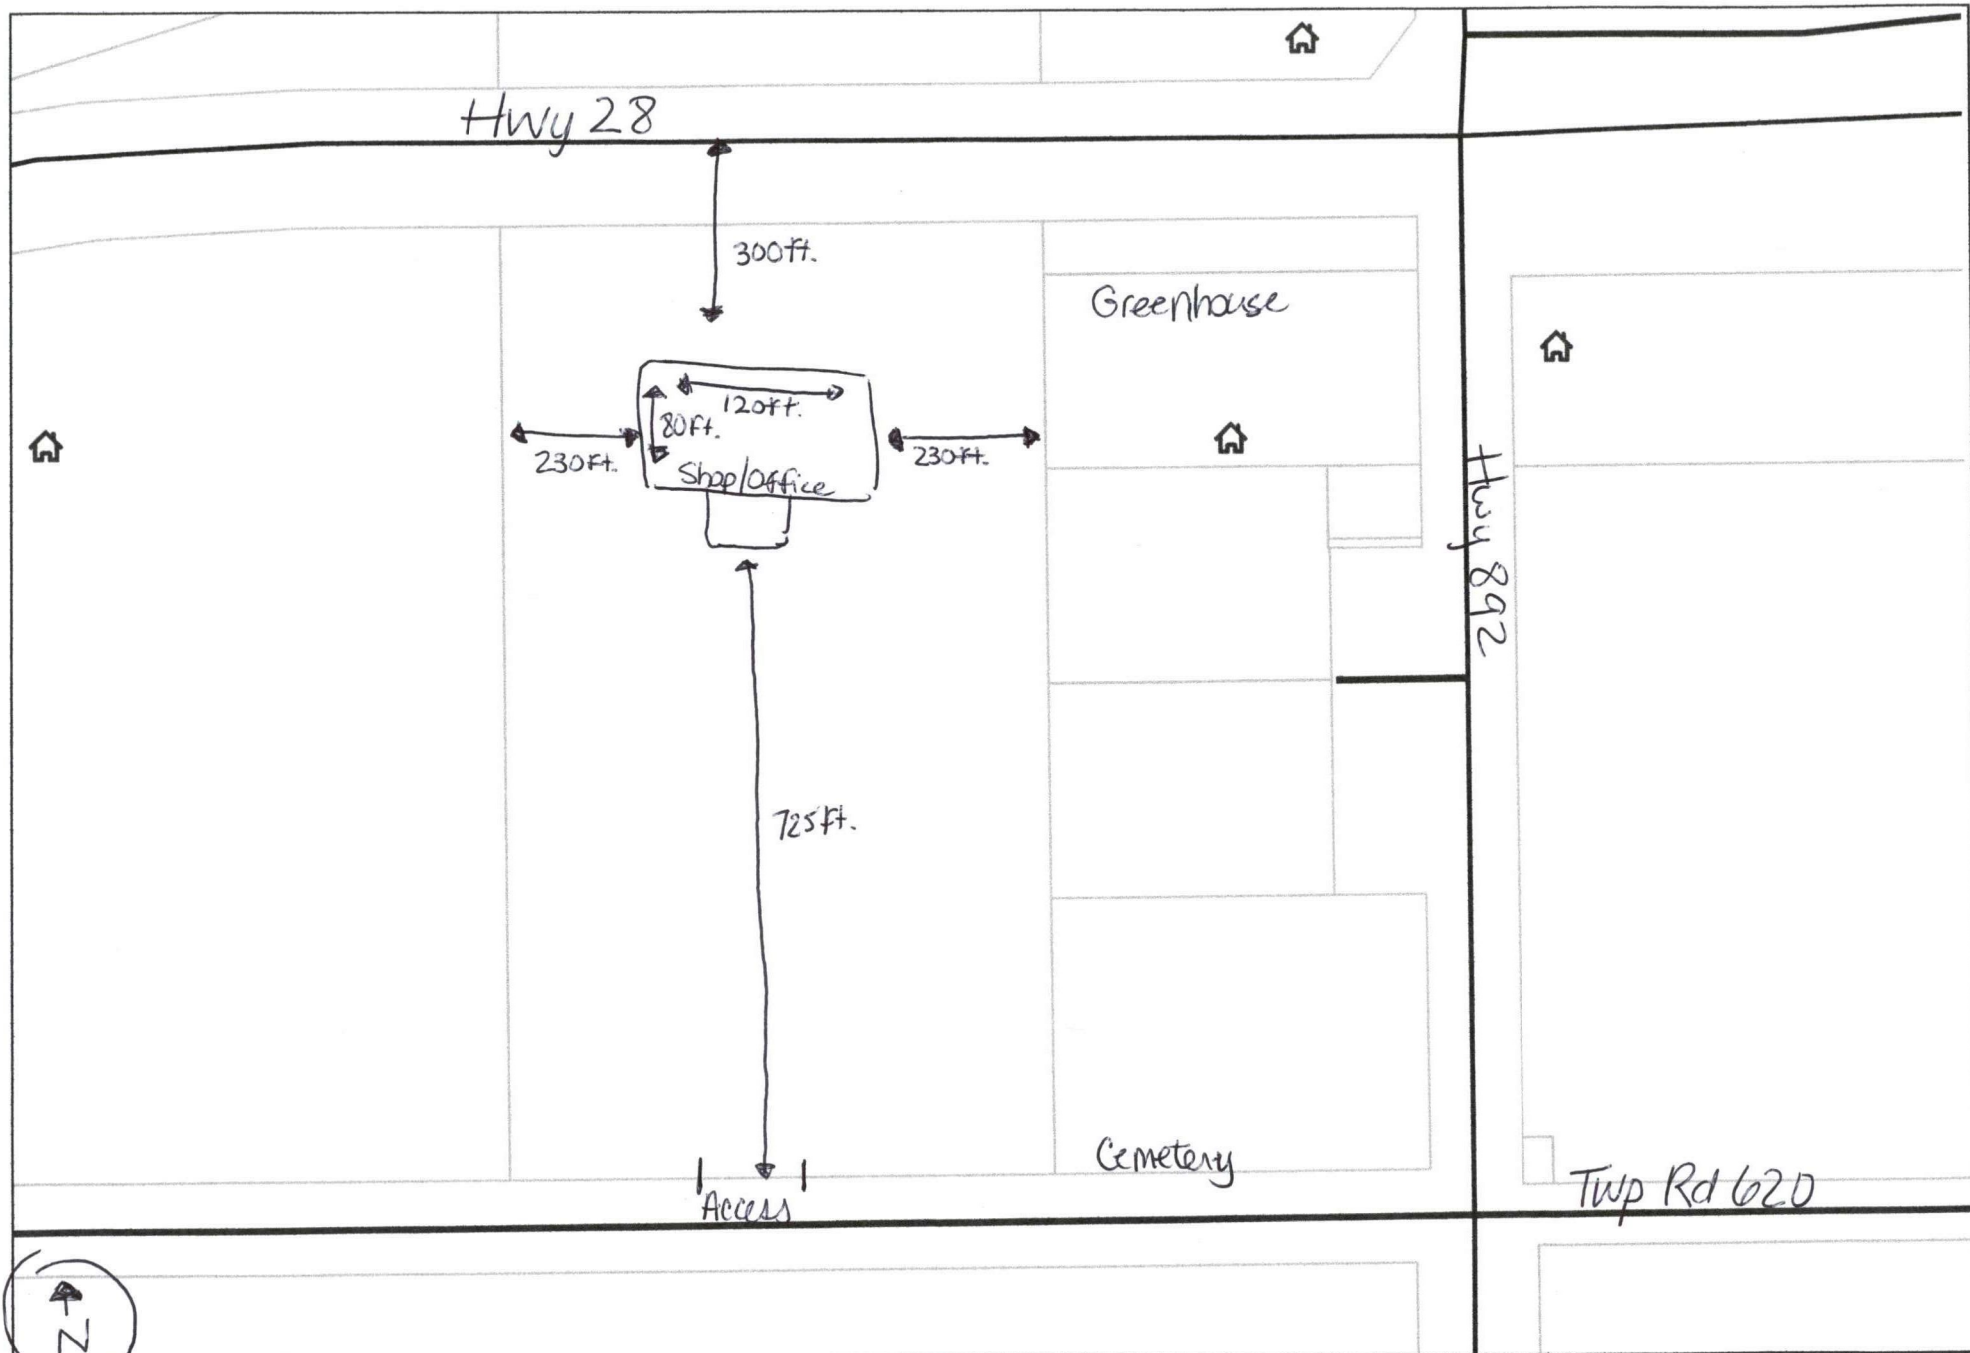 Hwy 28
300ft.
Greenhouse
120ft.
80ft.
230ft.
230ft.
Shop/Office
Hwy 892
725ft.
Cemetery
Twp Rd 620
Access
N